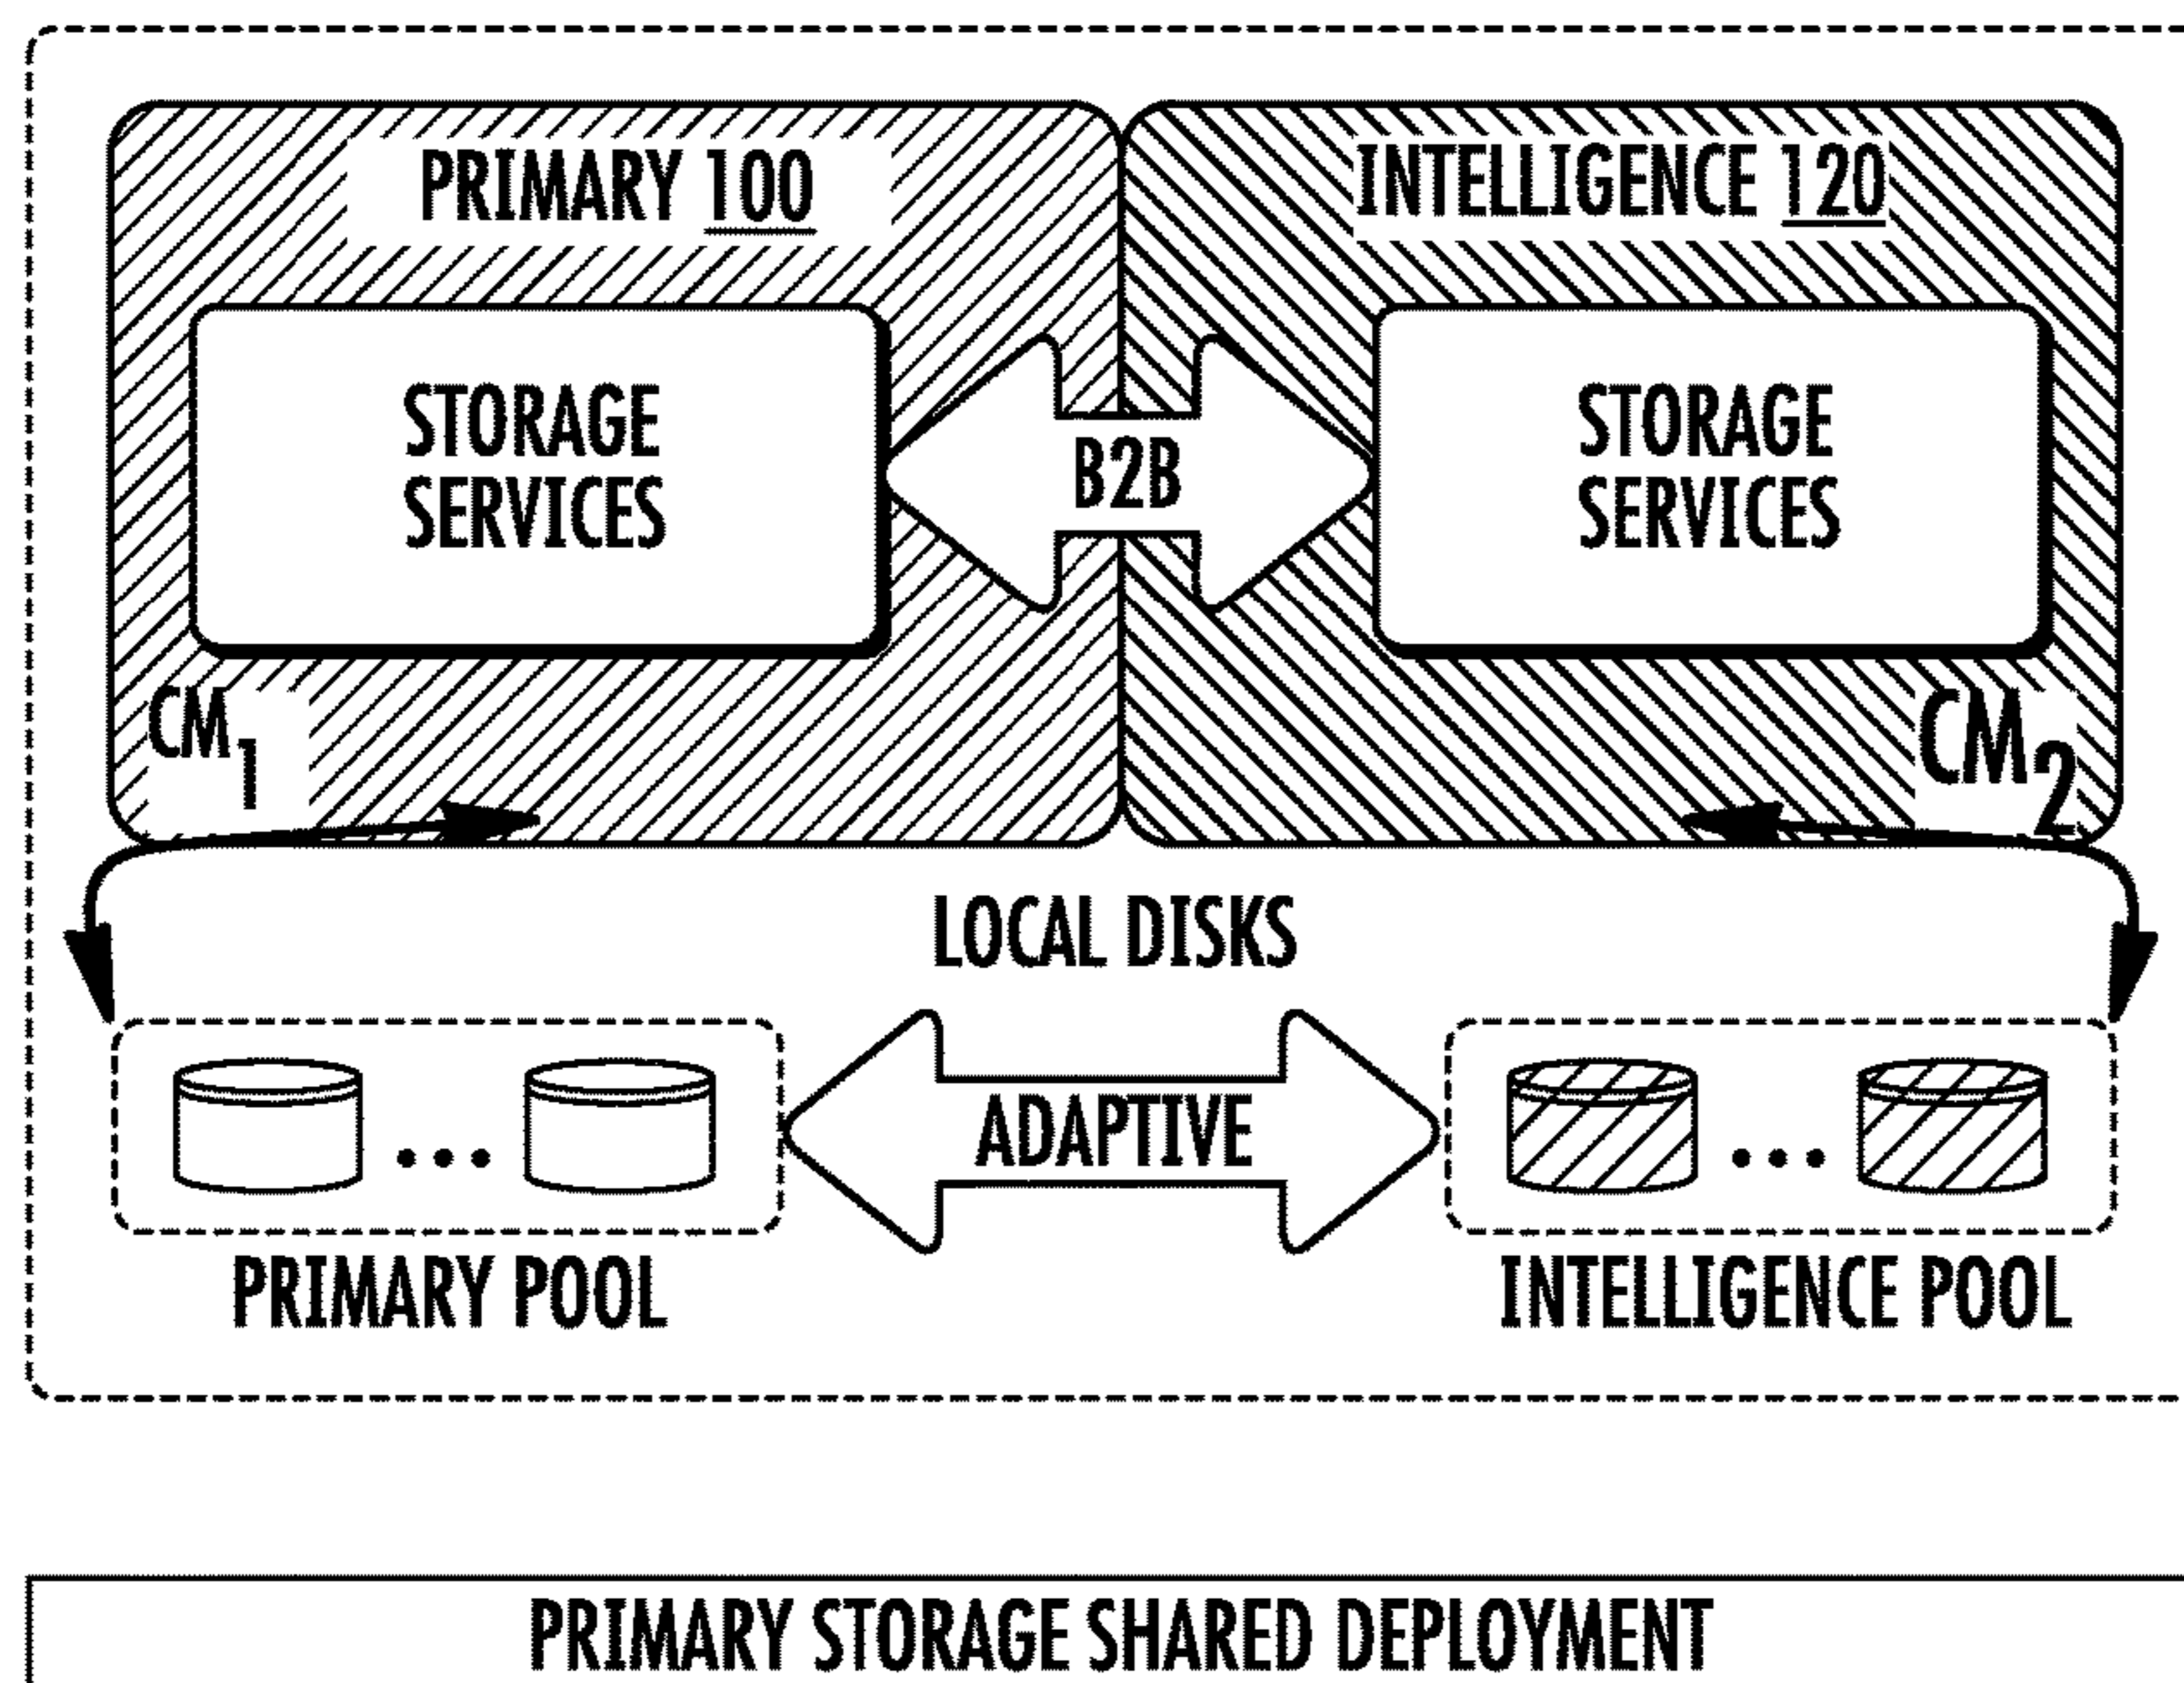 PRIMARY 100
INTELLIGENCE 120
STORAGE
SERVICES
B2B
STORAGE
SERVICES
CM1
CM2
LOCAL DISKS
ADAPTIVE
PRIMARY POOL
INTELLIGENCE POOL
PRIMARY STORAGE SHARED DEPLOYMENT